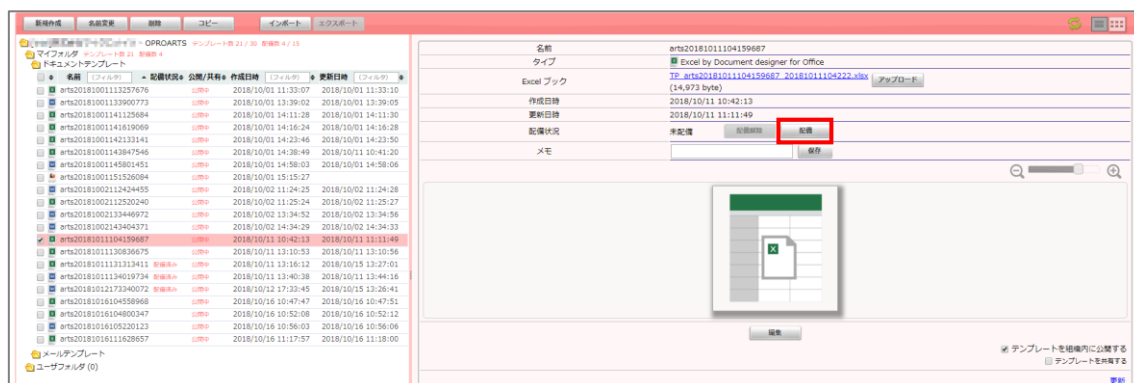 新規作成 名前変更 削除 コピー インポート エクスポート
- OPROARTS テンプレート数 21 / 30 配備数 4 / 15
マイフォルダ テンプレート数 21 配備数 4
ドキュメントテンプレート
名前 (フィルタ) 配備状況 公開/共有 作成日時 (フィルタ) 更新日時 (フィルタ)
arts20181001113257676 公開中 2018/10/01 11:33:07 2018/10/01 11:33:10
arts20181001133900773 公開中 2018/10/01 13:39:02 2018/10/01 13:39:05
arts20181001141125684 公開中 2018/10/01 14:11:28 2018/10/01 14:11:30
arts20181001141619069 公開中 2018/10/01 14:16:24 2018/10/01 14:16:28
arts20181001142133141 公開中 2018/10/01 14:23:46 2018/10/01 14:23:50
arts20181001143847546 公開中 2018/10/01 14:38:49 2018/10/11 10:41:20
arts20181001145801451 公開中 2018/10/01 14:58:03 2018/10/01 14:58:06
arts20181001151526084 公開中 2018/10/01 15:15:27
arts20181002112424455 公開中 2018/10/02 11:24:25 2018/10/02 11:24:28
arts20181002112520240 公開中 2018/10/02 11:25:24 2018/10/02 11:25:27
arts20181002133446972 公開中 2018/10/02 13:34:52 2018/10/02 13:34:56
arts20181002143404371 公開中 2018/10/02 14:34:29 2018/10/02 14:34:33
arts20181011104159687 公開中 2018/10/11 10:42:13 2018/10/11 11:11:49
arts20181011130836675 公開中 2018/10/11 13:10:53 2018/10/11 13:10:56
arts20181011131313411 配備済み 公開中 2018/10/11 13:16:12 2018/10/15 13:27:01
arts20181011134019734 配備済み 公開中 2018/10/11 13:40:38 2018/10/11 13:44:16
arts20181012173340072 配備済み 公開中 2018/10/12 17:33:45 2018/10/15 13:26:41
arts20181016104558968 公開中 2018/10/16 10:47:47 2018/10/16 10:47:51
arts20181016104800347 公開中 2018/10/16 10:52:08 2018/10/16 10:52:12
arts20181016105220123 公開中 2018/10/16 10:56:03 2018/10/16 10:56:06
arts20181016111628657 公開中 2018/10/16 11:17:57 2018/10/16 11:18:00
メールテンプレート
ユーザフォルダ (0)
名前 arts20181011104159687
タイプ Excel by Document designer for Office
Excel ブック TP_arts20181011104159687_20181011104222.xlsx アップロード
(14,973 byte)
作成日時 2018/10/11 10:42:13
更新日時 2018/10/11 11:11:49
配備状況 未配備 配備解除 配備
メモ 保存
編集
テンプレートを組織内に公開する
テンプレートを共有する
更新